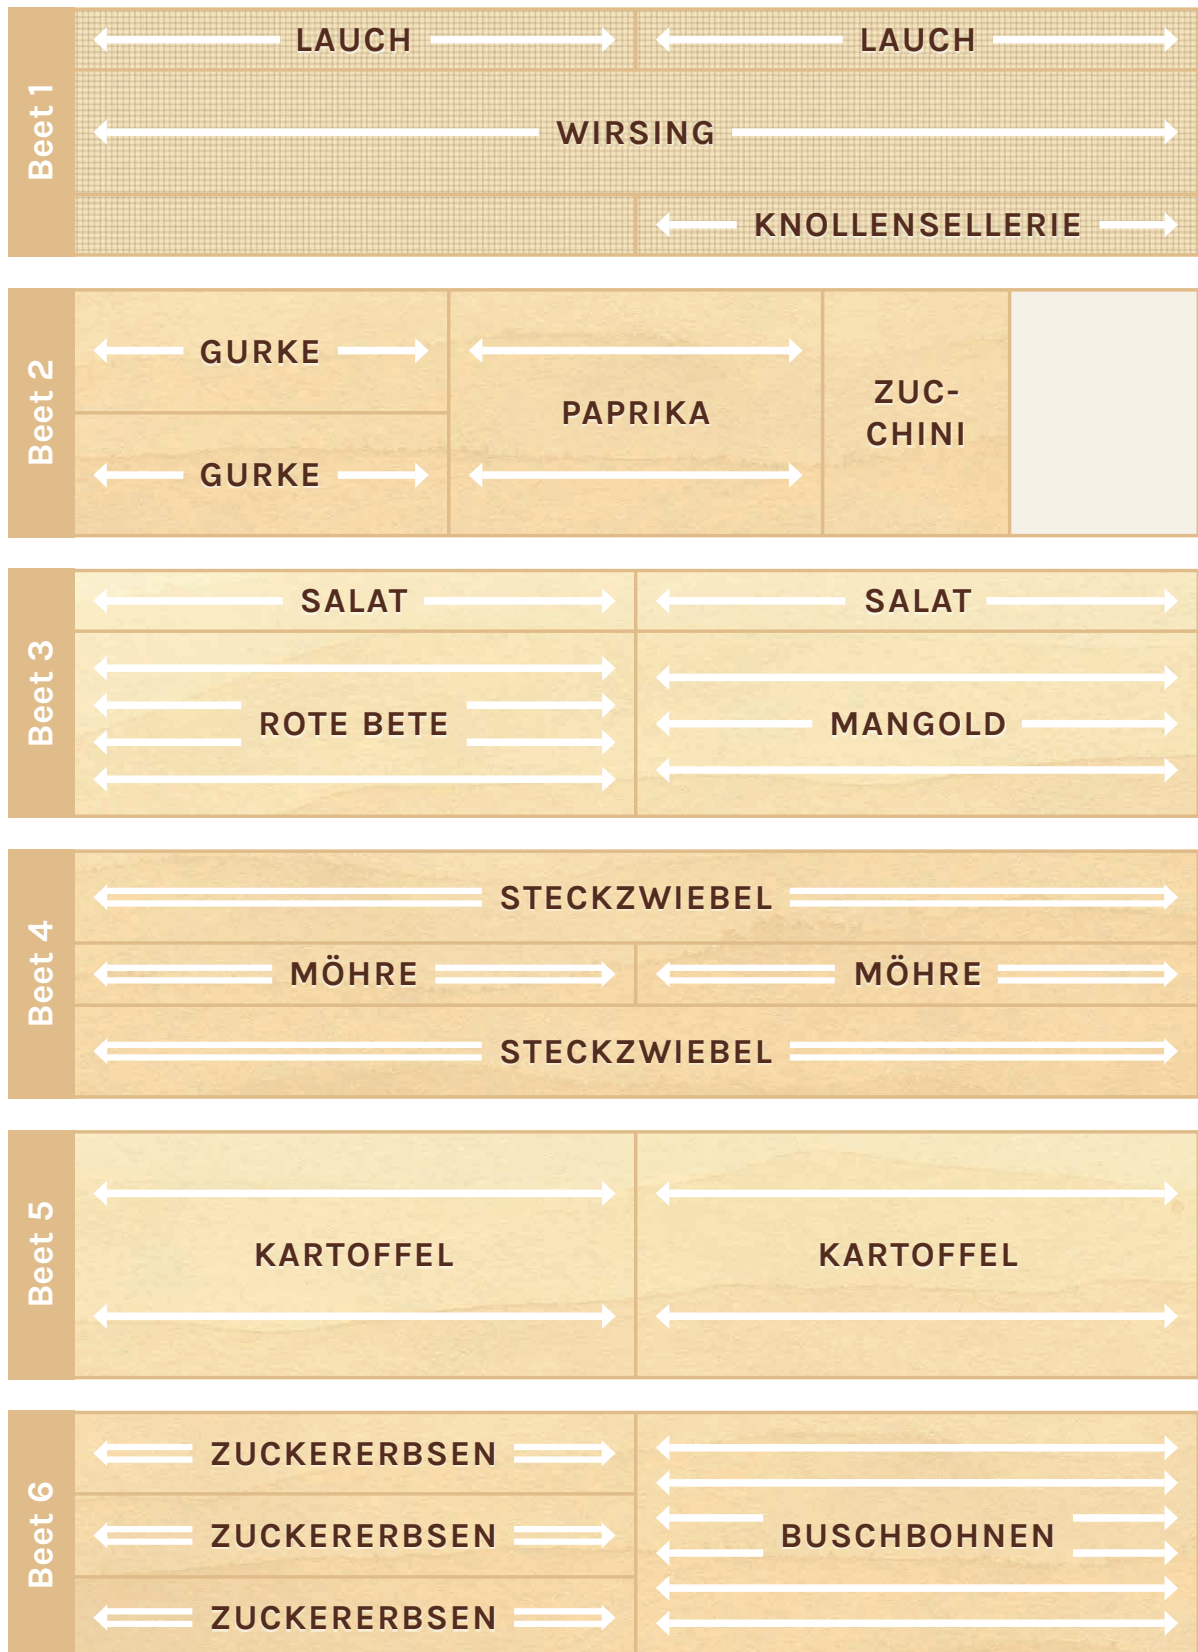 Beet 1
LAUCH
LAUCH
WIRSING
KNOLLENSELLERIE
Beet 2
GURKE
GURKE
PAPRIKA
ZUC-
CHINI
Beet 3
SALAT
SALAT
ROTE BETE
MANGOLD
Beet 4
STECKZWIEBEL
MÖHRE
MÖHRE
STECKZWIEBEL
Beet 5
KARTOFFEL
KARTOFFEL
Beet 6
ZUCKERERBSEN
ZUCKERERBSEN
ZUCKERERBSEN
BUSCHBOHNEN